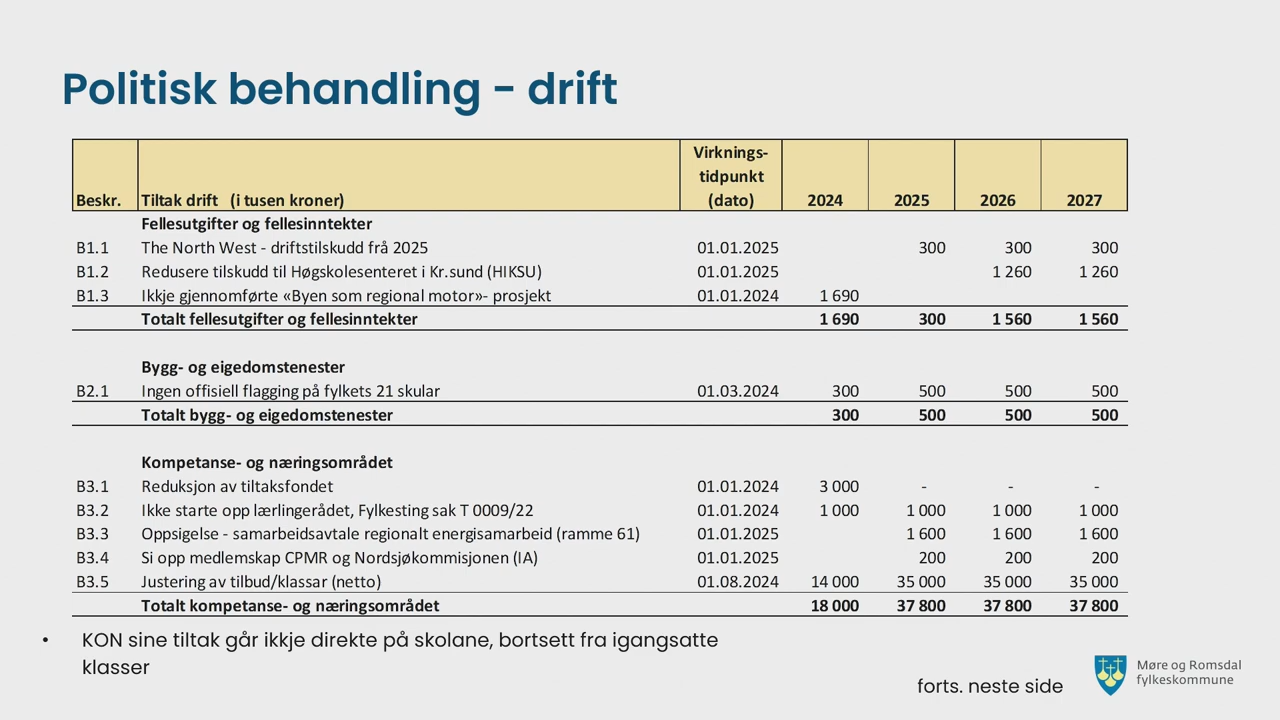 Politisk behandling - drift
Beskr. Tiltak drift (i tusen kroner) Virknings-tidpunkt (dato) 2024 2025 2026 2027
Fellesutgifter og fellesinntekter
B1.1 The North West - driftstilskudd frå 2025 01.01.2025 300 300 300
B1.2 Redusere tilskudd til Høgskolesenteret i Kr.sund (HIKSU) 01.01.2025 1 260 1 260
B1.3 Ikkje gjennomførte «Byen som regional motor»- prosjekt 01.01.2024 1 690
Totalt fellesutgifter og fellesinntekter 1 690 300 1 560 1 560
Bygg- og eigedomstenester
B2.1 Ingen offisiell flagging på fylkets 21 skular 01.03.2024 300 500 500 500
Totalt bygg- og eigedomstenester 300 500 500 500
Kompetanse- og næringsområdet
B3.1 Reduksjon av tiltaksfondet 01.01.2024 3 000 - - -
B3.2 Ikke starte opp lærlingerådet, Fylkesting sak T 0009/22 01.01.2024 1 000 1 000 1 000 1 000
B3.3 Oppsigelse - samarbeidsavtale regionalt energisamarbeid (ramme 61) 01.01.2025 1 600 1 600 1 600
B3.4 Si opp medlemskap CPMR og Nordsjøkommisjonen (IA) 01.01.2025 200 200 200
B3.5 Justering av tilbud/klassar (netto) 01.08.2024 14 000 35 000 35 000 35 000
Totalt kompetanse- og næringsområdet 18 000 37 800 37 800 37 800
• KON sine tiltak går ikkje direkte på skolane, bortsett fra igangsatte
klasser
forts. neste side
Møre og Romsdal
fylkeskommune